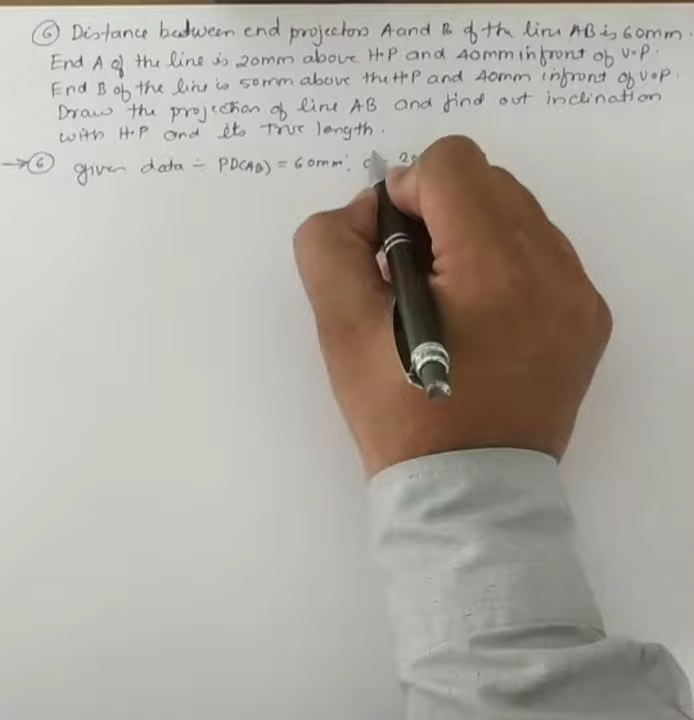 ⑥ Distance between end projectors A and B of the line AB is 60mm.
End A of the line is 20mm above H.P and 40mm infront of V.P.
End B of the line is 50mm above the H.P and 40mm infront of V.P.
Draw the projection of line AB and find out inclination
with H.P and its True length.
→⑥ given data ÷ PD(AB) = 60mm: